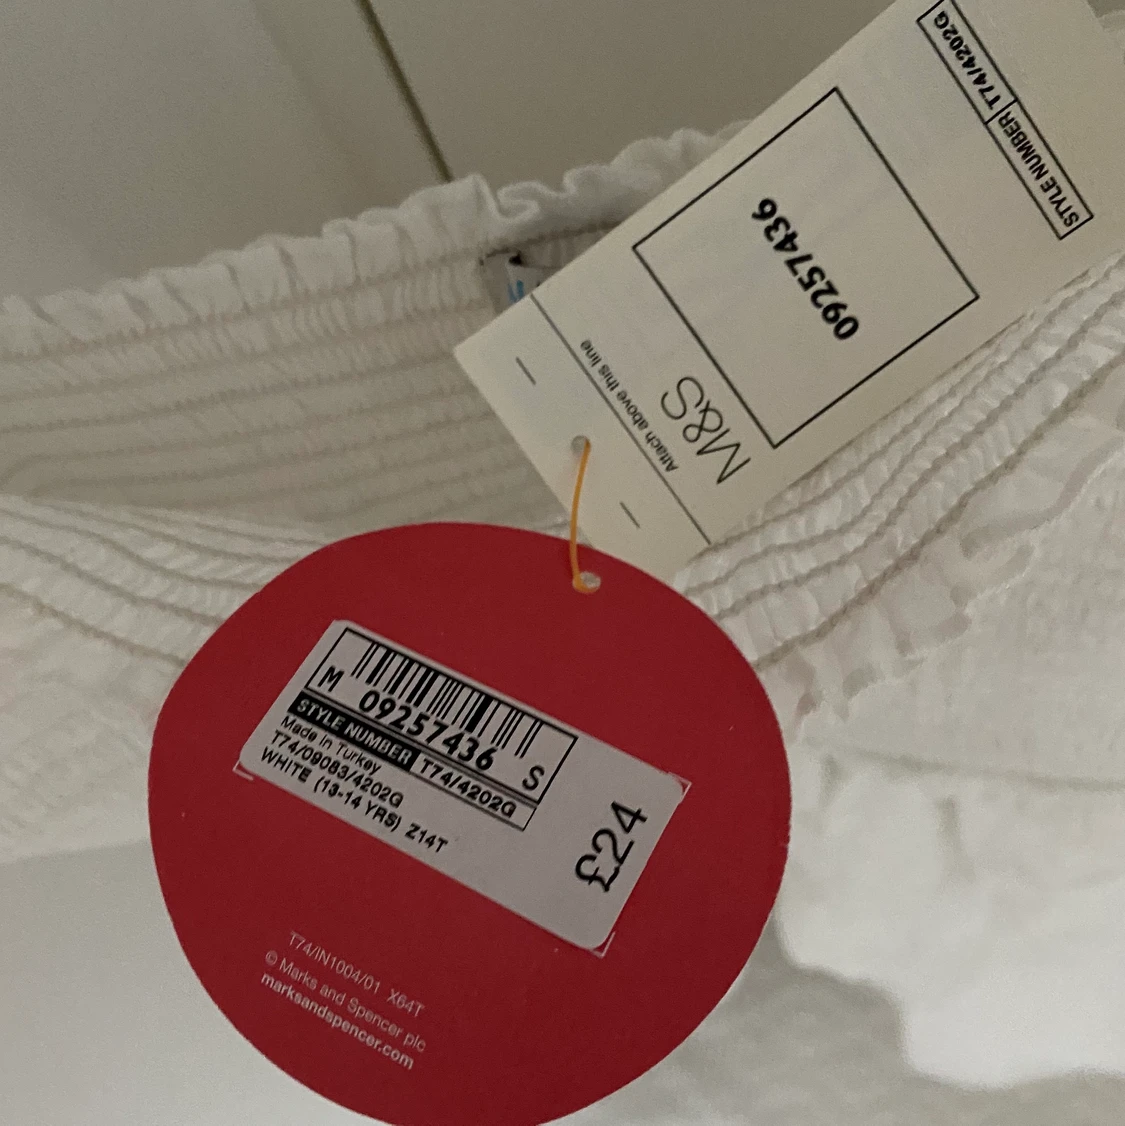 STYLE NUMBER T74/4202G
09257436
M&S
Attach above this line
M 09257436 S
STYLE NUMBER T74/4202G
Made in Turkey
T74/09083/4202G
WHITE (13-14 YRS) Z14T
£24
T74/IN1004/01 X64T
© Marks and Spencer plc
marksandspencer.com